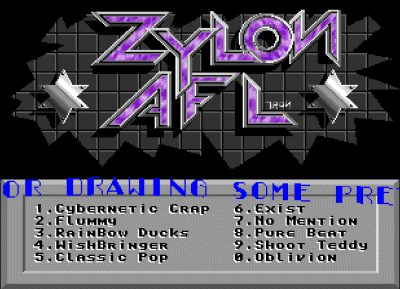 ZYLON
AFL
TRON
OR DRAWING SOME PRE
1.Cybernetic Crap
2.Flummy
3.RainBow Ducks
4.WishBringer
5.Classic Pop
6.Exist
7.No Mention
8.Pure Beat
9.Shoot Teddy
0.Oblivion